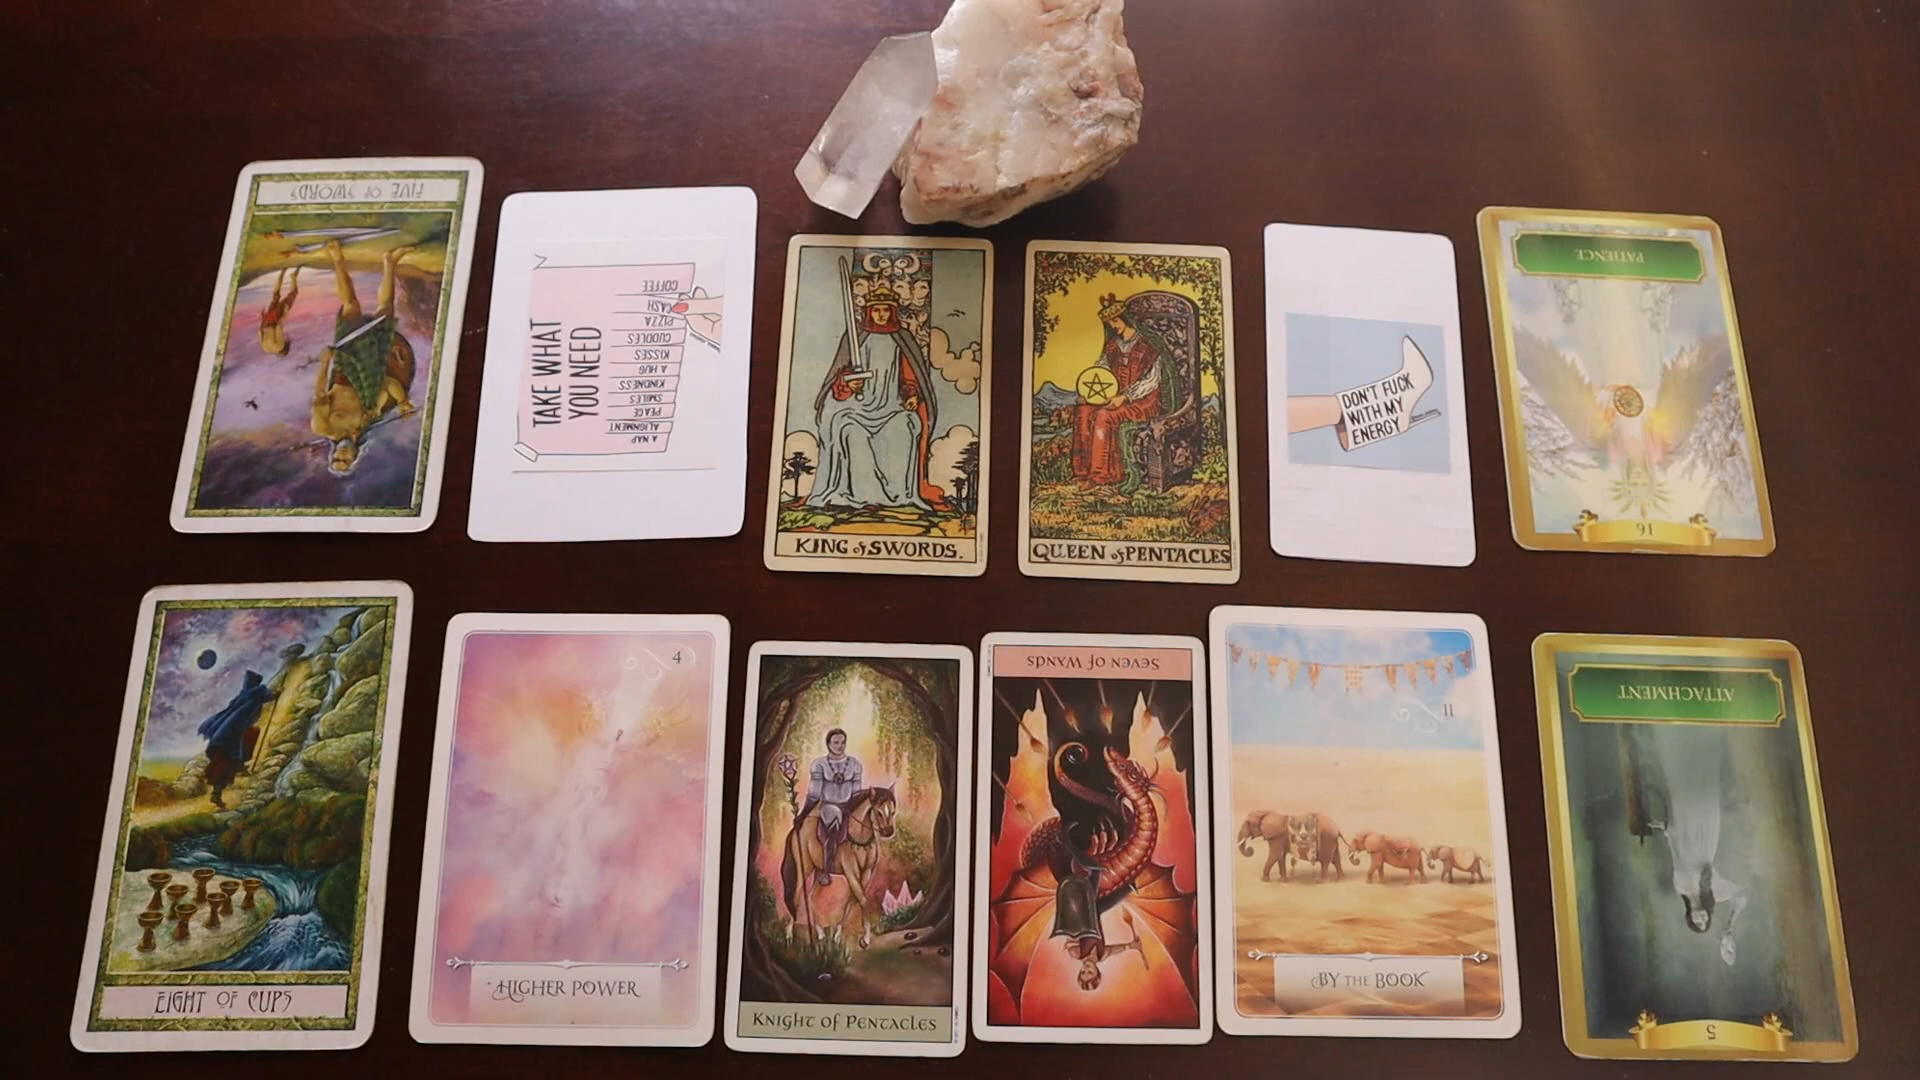 FIVE OF SWORDS
TAKE WHAT
YOU NEED
COFFEE
CASH
PIZZA
CUDDLES
KISSES
A HUG
KINDNESS
SMILES
PEACE
ALIGNMENT
A NAP
KING of SWORDS.
QUEEN of PENTACLES
DON'T FUCK
WITH MY
ENERGY
PATIENCE
16
EIGHT OF CUPS
4
HIGHER POWER
KNIGHT OF PENTACLES
SEVEN OF WANDS
11
BY THE BOOK
ATTACHMENT
5